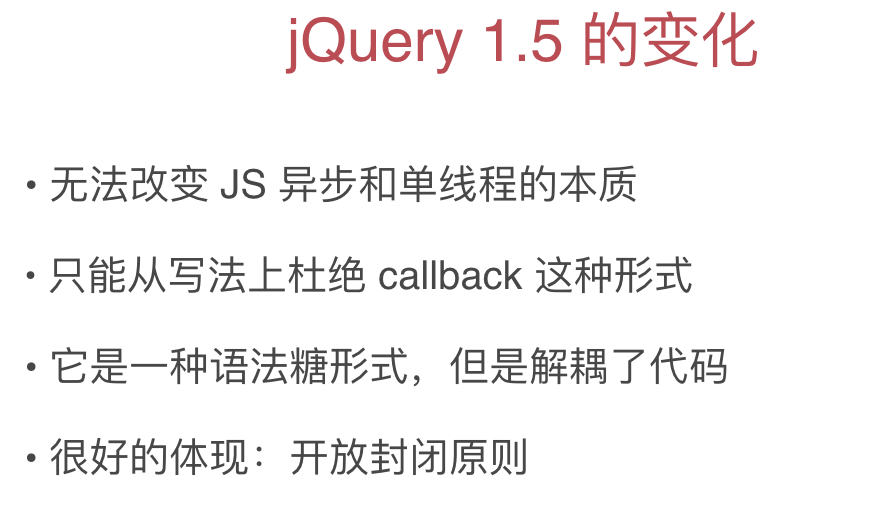 jQuery 1.5 的变化
• 无法改变 JS 异步和单线程的本质
• 只能从写法上杜绝 callback 这种形式
• 它是一种语法糖形式，但是解耦了代码
• 很好的体现：开放封闭原则